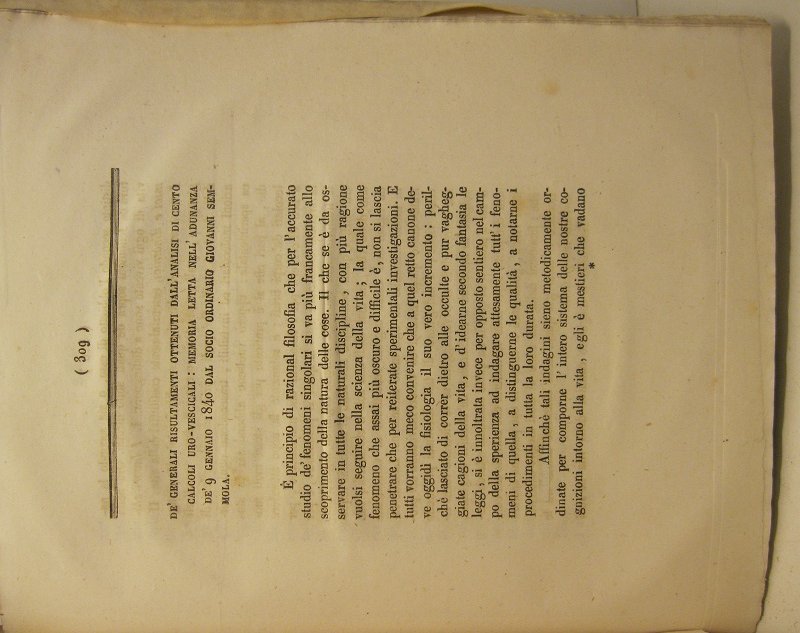 ( 309 )
DE' GENERALI RISULTAMENTI OTTENUTI DALL'ANALISI DI CENTO
CALCOLI URO-VESCICALI : MEMORIA LETTA NELL'ADUNANZA
DE' 9 GENNAIO 1840 DAL SOCIO ORDINARIO GIOVANNI SEM-
MOLA.
È principio di razional filosofia che per l'accurato
studio de' fenomeni singolari si va più francamente allo
scoprimento della natura delle cose. Il che se è da os-
servare in tutte le naturali discipline, con più ragione
vuolsi seguire nella scienza della vita ; la quale come
fenomeno che assai più oscuro e difficile è, non si lascia
penetrare che per reiterate sperimentali investigazioni. E
tutti vorranno meco convenire che a quel retto canone de-
ve oggidì la fisiologia il suo vero incremento : peril-
chè lasciato di correr dietro alle occulte e pur vagheg-
giate cagioni della vita, e d'idearne secondo fantasia le
leggi, si è innoltrata invece per opposto sentiero nel cam-
po della sperienza ad indagare attesamente tutt' i feno-
meni di quella, a distinguerne le qualità, a notarne i
procedimenti in tutta la loro durata.
Affinchè tali indagini sieno metodicamente or-
dinate per comporne l' intero sistema delle nostre co-
gnizioni intorno alla vita, egli è mestieri che vadano
*